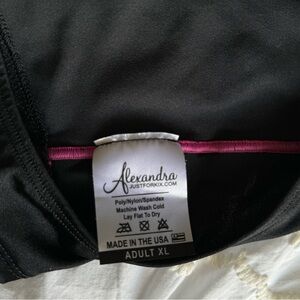 Alexandra
JUSTFORKIX.COM
Poly/Nylon/Spandex
Machine Wash Cold
Lay Flat To Dry
MADE IN THE USA
ADULT XL